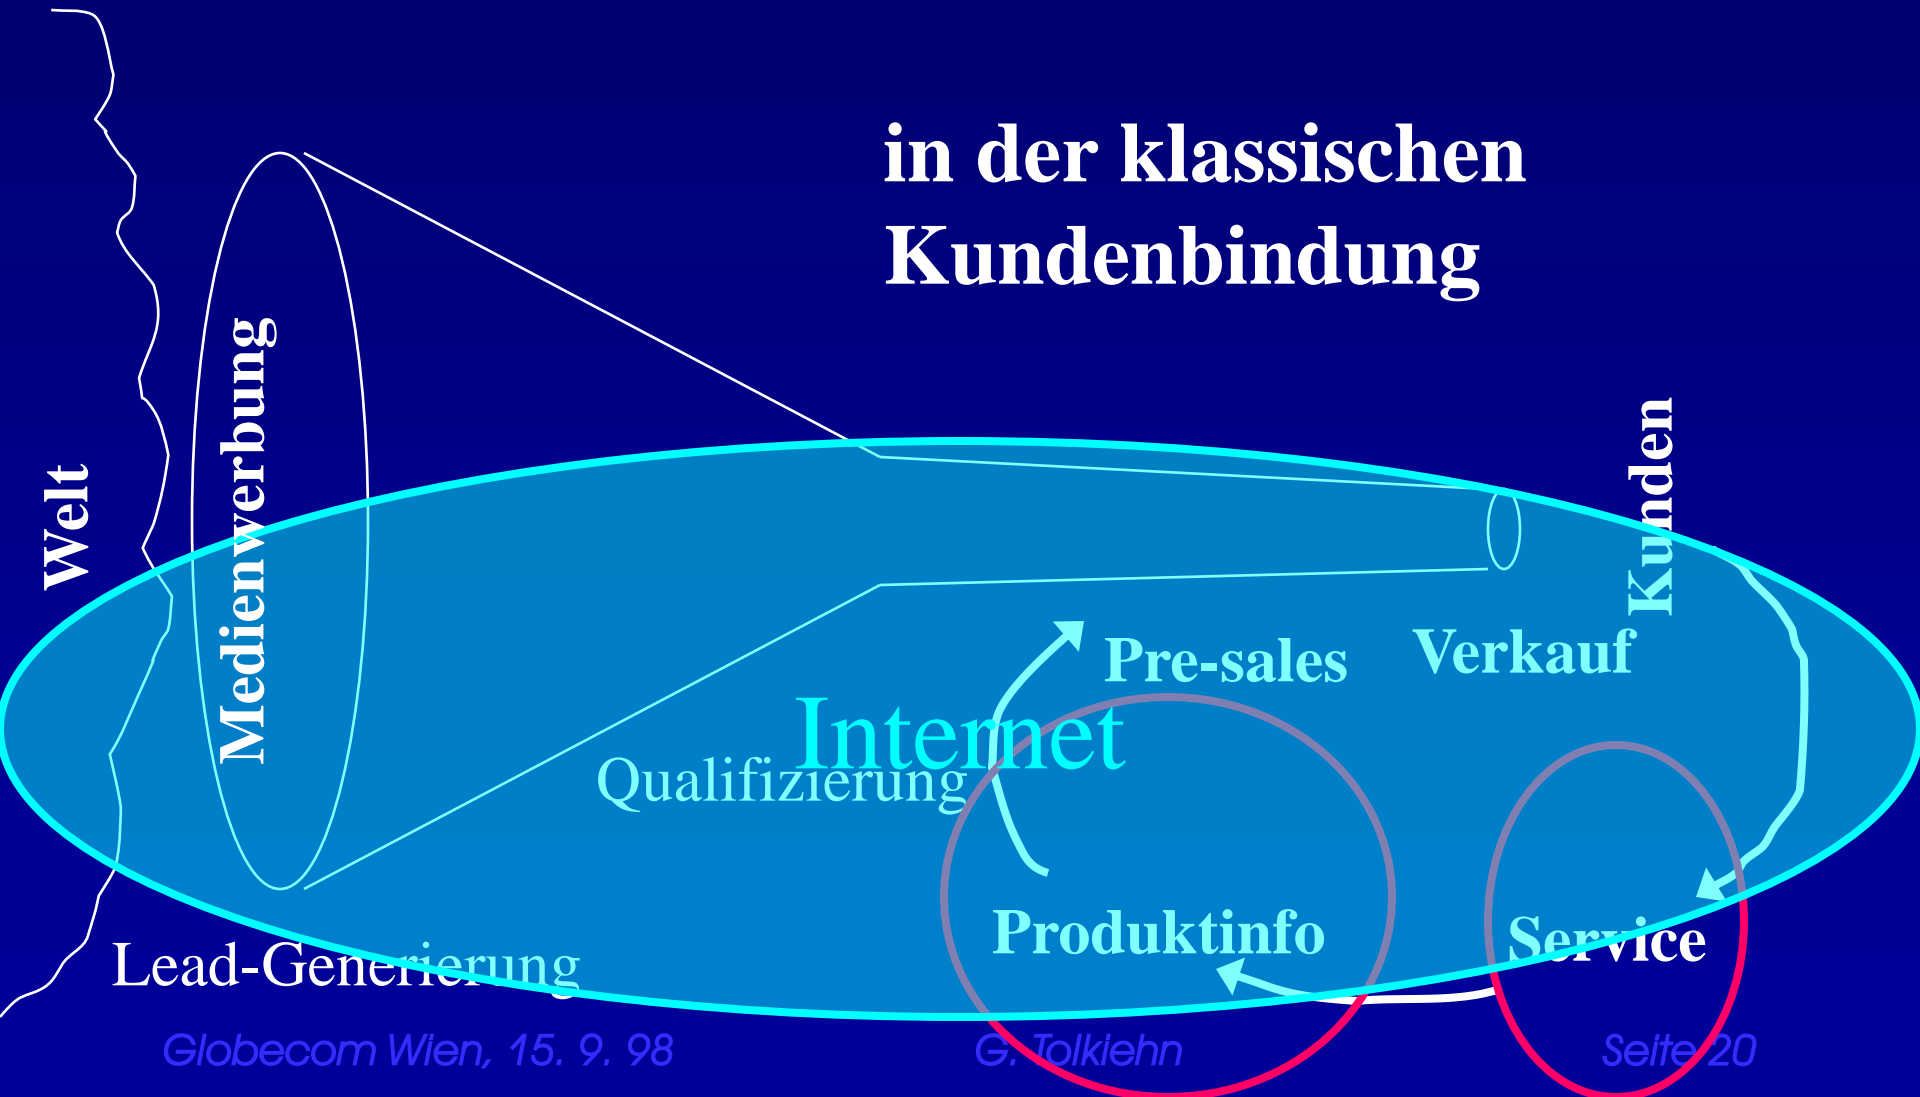 in der klassischen
Kundenbindung
Welt
Medienwerbung
Kunden
Pre-sales
Verkauf
Internet
Qualifizierung
Produktinfo
Service
Lead-Generierung
Globecom Wien, 15. 9. 98
G. Tolkiehn
Seite 20